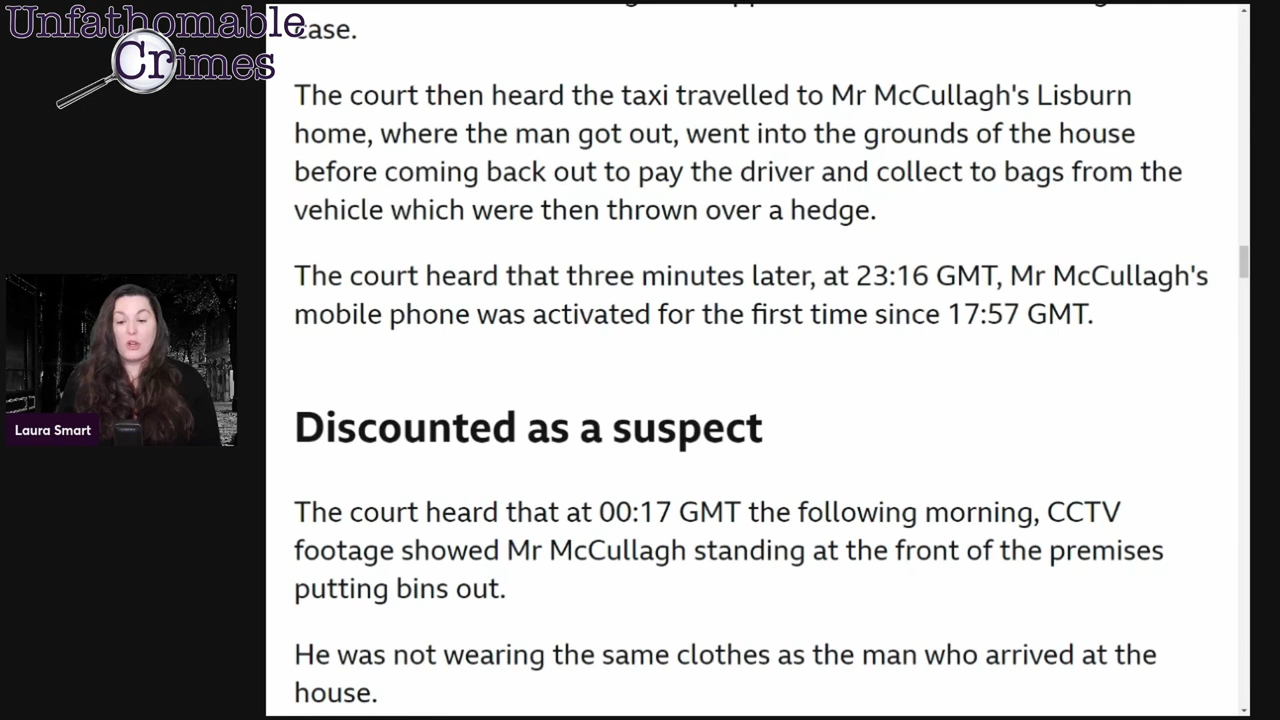 Unfathomable
Crimes
case.
The court then heard the taxi travelled to Mr McCullagh's Lisburn
home, where the man got out, went into the grounds of the house
before coming back out to pay the driver and collect to bags from the
vehicle which were then thrown over a hedge.
The court heard that three minutes later, at 23:16 GMT, Mr McCullagh's
mobile phone was activated for the first time since 17:57 GMT.
Discounted as a suspect
Laura Smart
The court heard that at 00:17 GMT the following morning, CCTV
footage showed Mr McCullagh standing at the front of the premises
putting bins out.
He was not wearing the same clothes as the man who arrived at the
house.